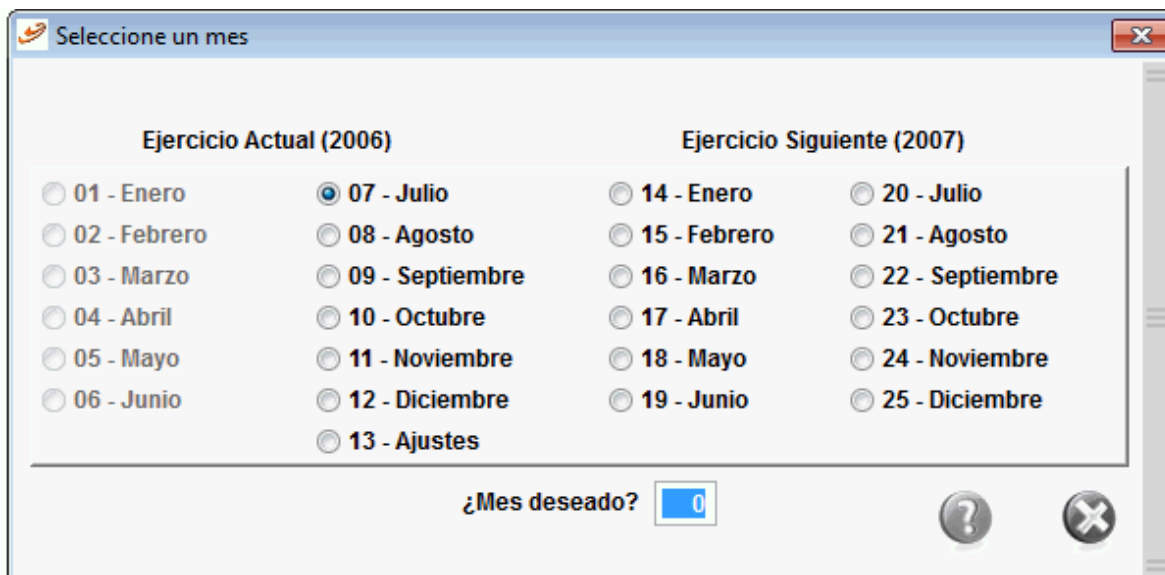 Seleccione un mes
Ejercicio Actual (2006) Ejercicio Siguiente (2007)
01 - Enero 07 - Julio 14 - Enero 20 - Julio
02 - Febrero 08 - Agosto 15 - Febrero 21 - Agosto
03 - Marzo 09 - Septiembre 16 - Marzo 22 - Septiembre
04 - Abril 10 - Octubre 17 - Abril 23 - Octubre
05 - Mayo 11 - Noviembre 18 - Mayo 24 - Noviembre
06 - Junio 12 - Diciembre 19 - Junio 25 - Diciembre
13 - Ajustes
¿Mes deseado? 0
?